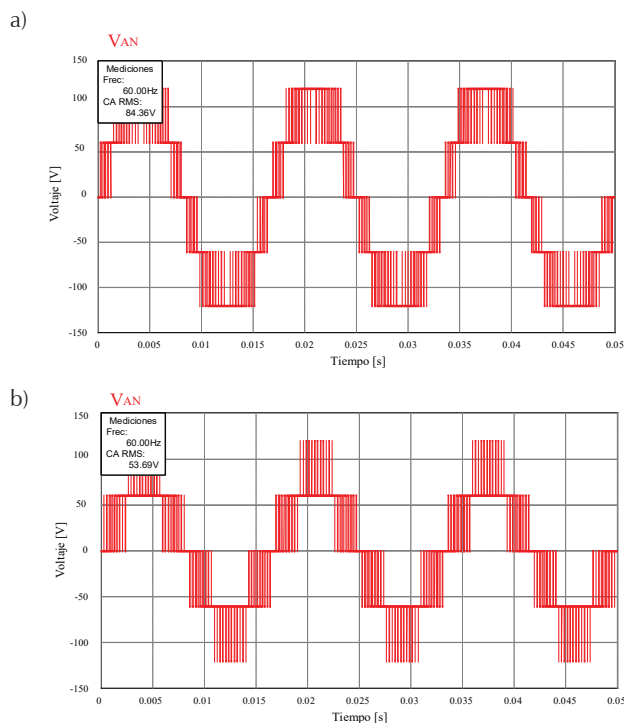 a)
VAN
Mediciones
Frec:
60.00Hz
CA RMS:
84.36V
Voltaje [V]
150
100
50
0
-50
-100
-150
0
0.005
0.01
0.015
0.02
0.025
0.03
0.035
0.04
0.045
0.05
Tiempo [s]
b)
VAN
Mediciones
Frec:
60.00Hz
CA RMS:
53.69V
Voltaje [V]
150
100
50
0
-50
-100
-150
0
0.005
0.01
0.015
0.02
0.025
0.03
0.035
0.04
0.045
0.05
Tiempo [s]